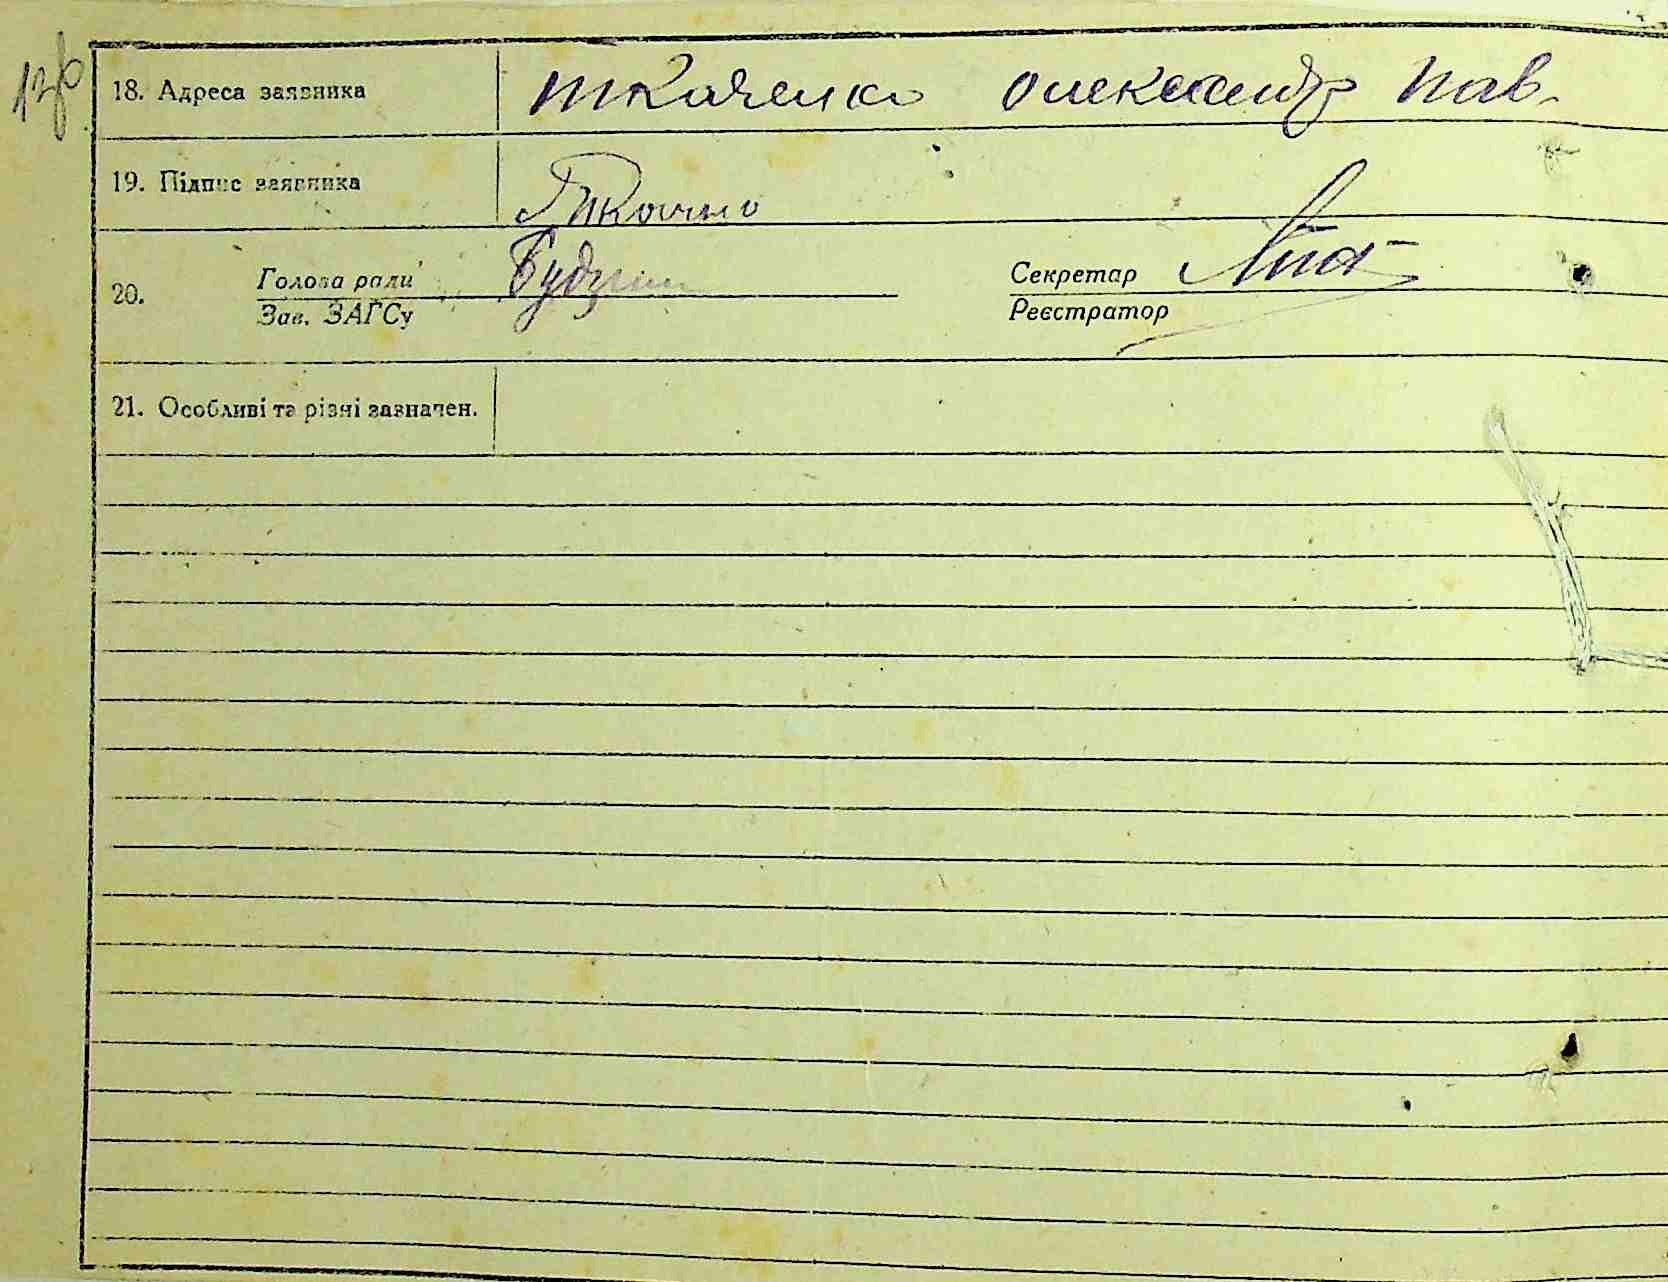 18. Адреса заявника Ткаченко Олександр Пав.
19. Підпис заявника Ткаченко
20. Голова ради Секретар
Зав. ЗАГСу Реєстратор
21. Особливі та різні зазначен.